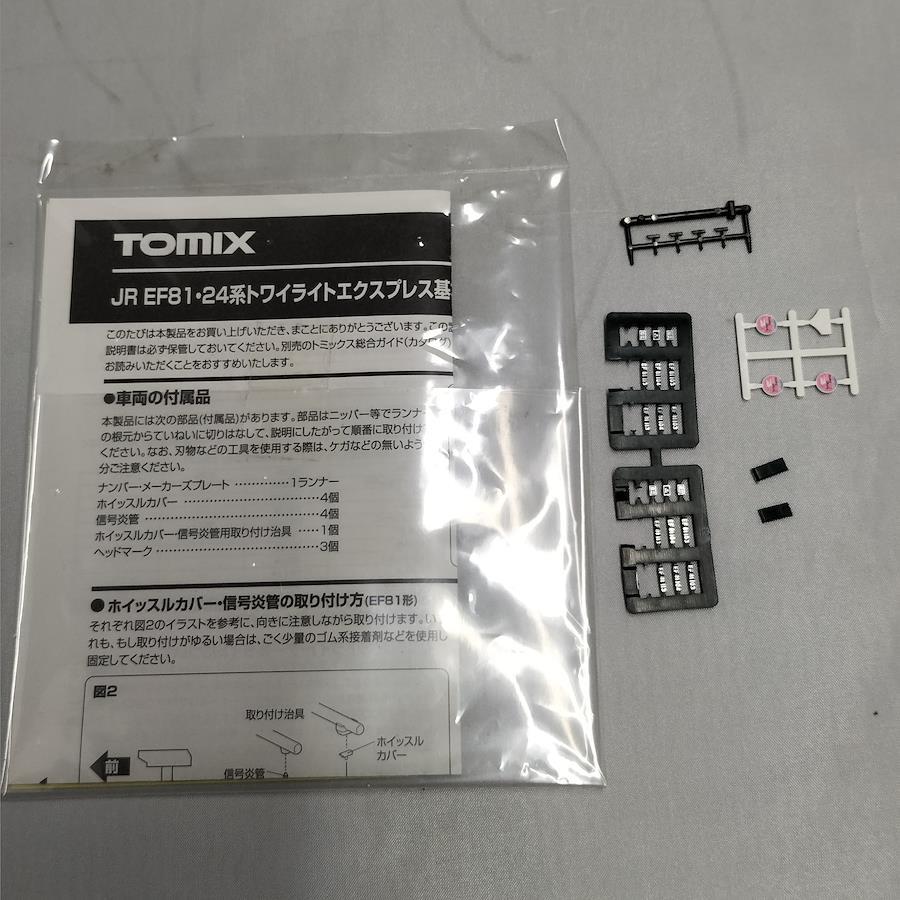 TOMIX
JR EF81・24系トワイライトエクスプレス基
このたびは本製品をお買い上げいただき、まことにありがとうございます。この
説明書は必ず保管しておいてください。別売のトミックス総合ガイド(カタログ)
お読みいただくことをおすすめいたします。
●車両の付属品
本製品には次の部品(付属品)があります。部品はニッパー等でランナー
の根元からていねいに切りはなして、説明にしたがって順番に取り付けて
ください。なお、刃物などの工具を使用する際は、ケガなどの無いよう
分ご注意ください。
ナンバー・メーカーズプレート …………1ランナー
ホイッスルカバー ……………………………4個
信号炎管 ………………………………………4個
ホイッスルカバー・信号炎管用取り付け治具 ……1個
ヘッドマーク …………………………………3個
●ホイッスルカバー・信号炎管の取り付け方(EF81形)
それぞれ図2のイラストを参考に、向きに注意しながら取り付けます。い
れも、もし取り付けがゆるい場合は、ごく少量のゴム系接着剤などを使用し
固定してください。
図2
取り付け治具
ホイッスル
カバー
前
信号炎管
EF81103
EF81104
EF81113
EF81103
EF81104
EF81113